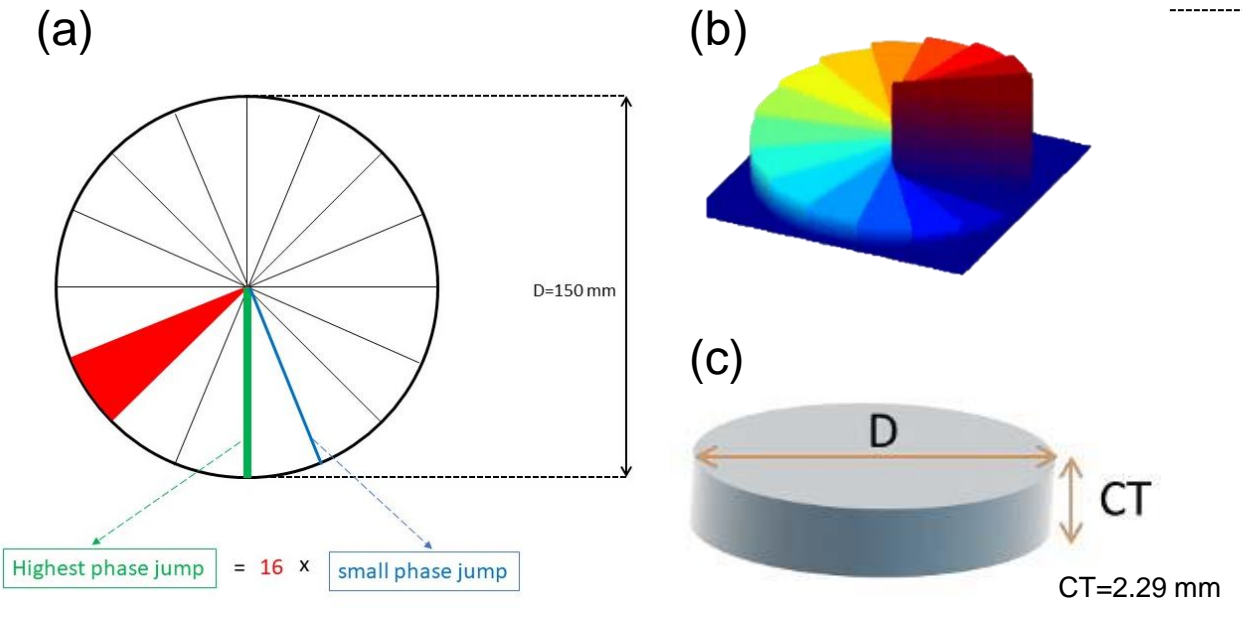 (a)
(b)
D=150 mm
Highest phase jump = 16 x small phase jump
(c)
D
CT
CT=2.29 mm